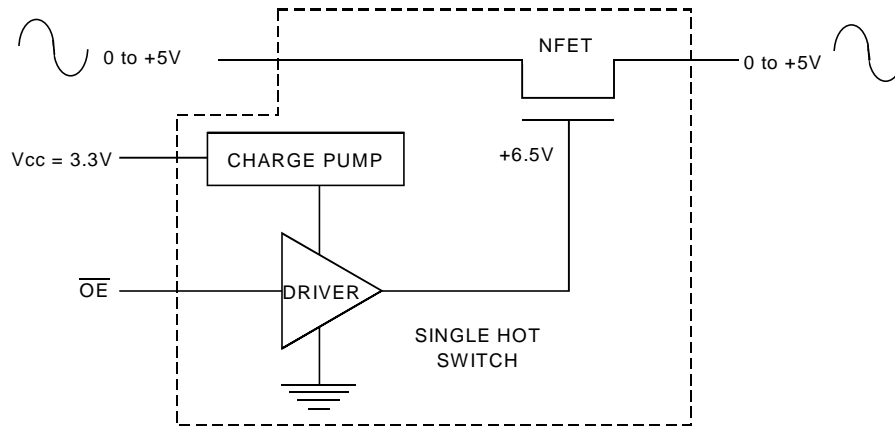 NFET
0 to +5V
0 to +5V
Vcc = 3.3V
CHARGE PUMP
+6.5V
OE
DRIVER
SINGLE HOT
SWITCH